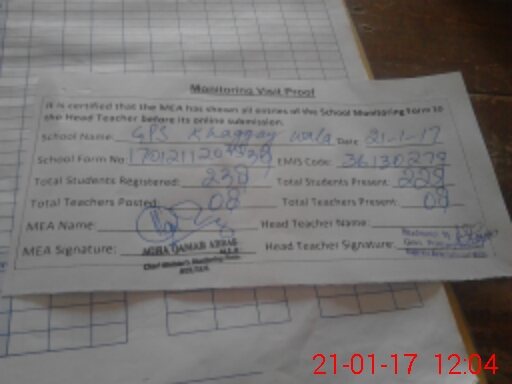 Monitoring Visit Proof
It is certified that the MEA has shown all entries of the School Monitoring Form to
the Head Teacher before its online submission.
School Name: GPS Khaggay wala Date: 21-1-17
School Form No EMIS Code: 36130279
Total Students Registered: 238 Total Students Present: 229
Total Teachers Posted: 08 Total Teachers Present: 08
MEA Name: Head Teacher Name:
MEA Signature: Head Teacher Signature:
21-01-17 12:04